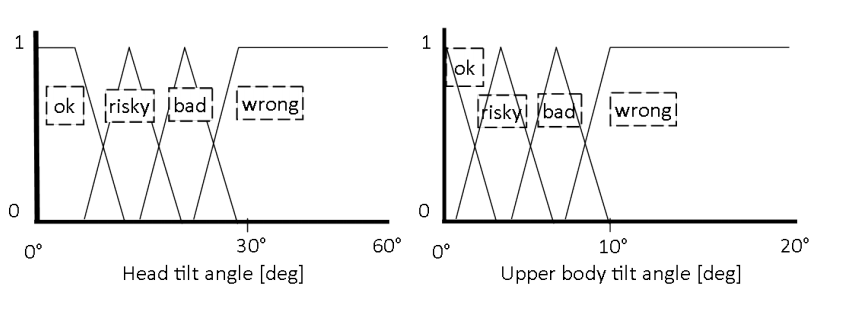 1
ok
risky
bad
wrong
0
0°
30°
60°
Head tilt angle [deg]
1
ok
risky
bad
wrong
0
0°
10°
20°
Upper body tilt angle [deg]